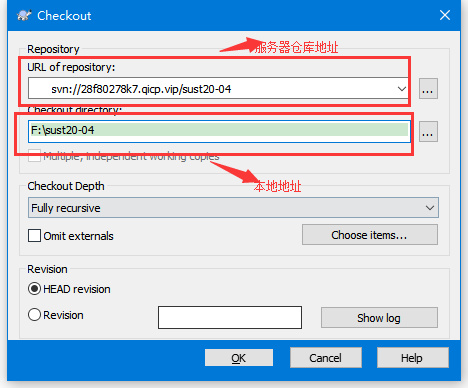 Checkout
服务器仓库地址
Repository
URL of repository:
svn://28f80278k7.qicp.vip/sust20-04
...
Checkout directory:
F:\sust20-04
...
Multiple, independent working copies
本地地址
Checkout Depth
Fully recursive
Omit externals
Choose items...
Revision
HEAD revision
Revision
Show log
OK
Cancel
Help